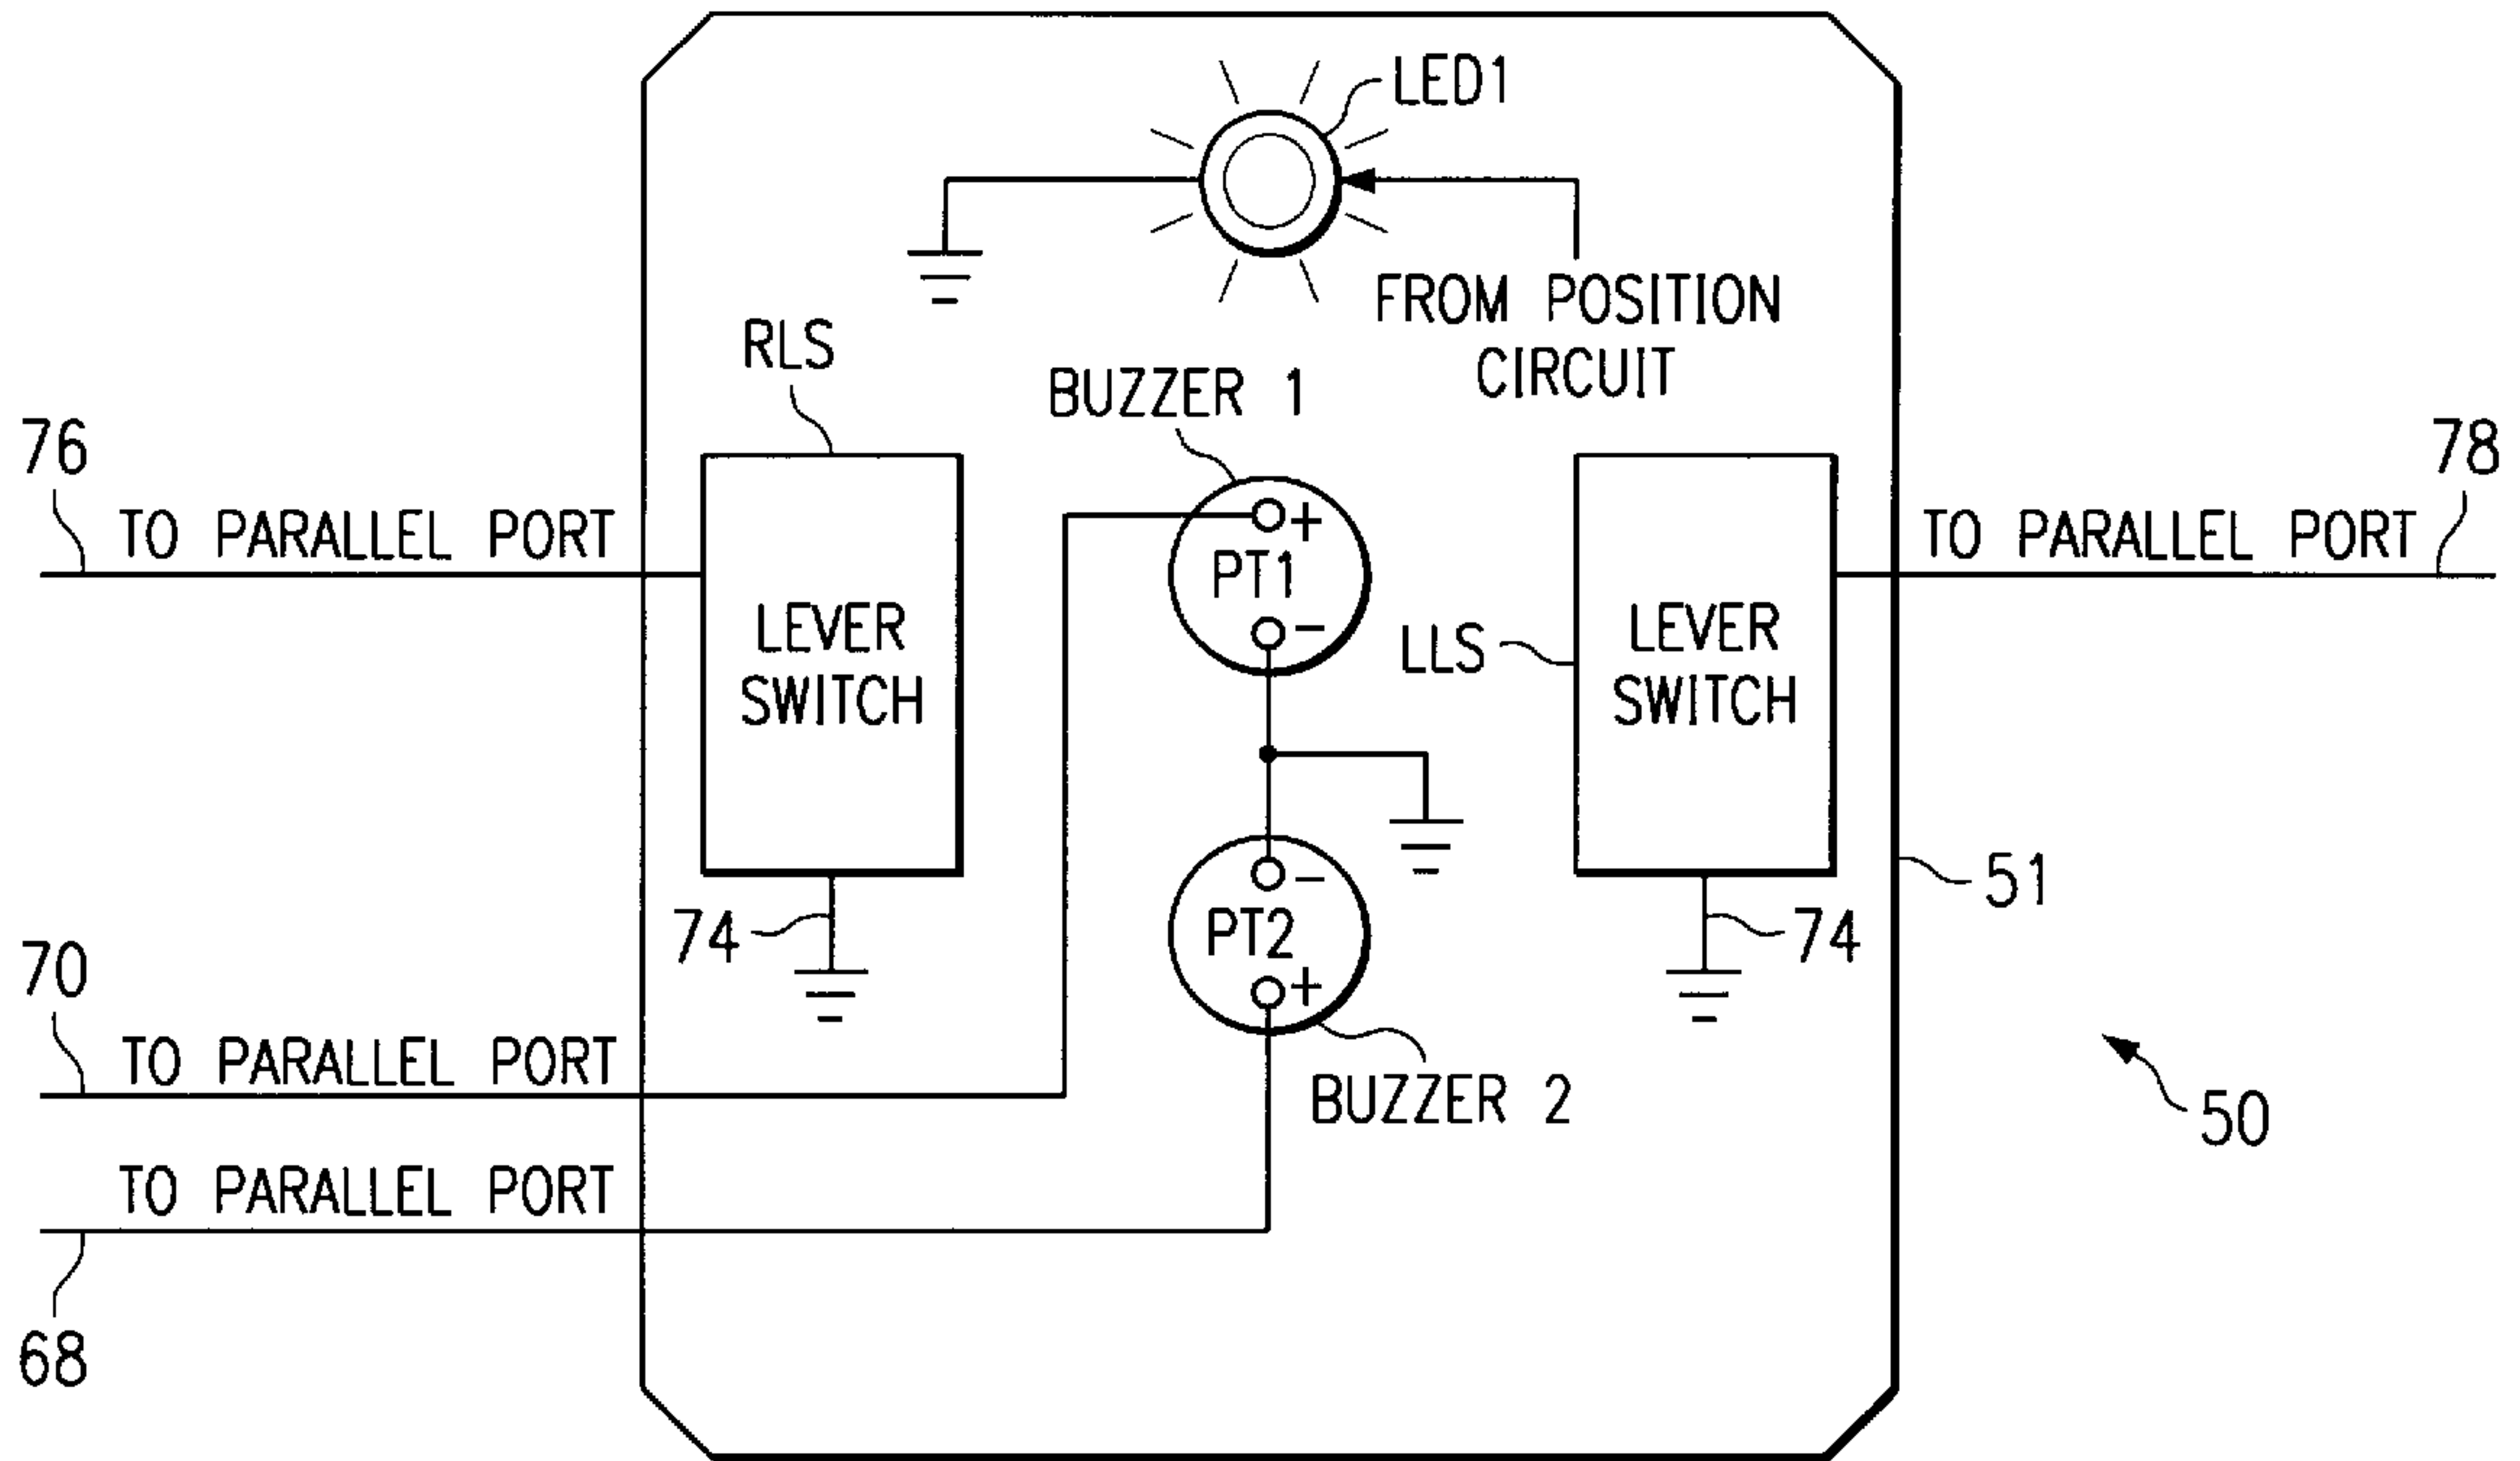 LED1
FROM POSITION
CIRCUIT
RLS
BUZZER 1
76
78
TO PARALLEL PORT
+
TO PARALLEL PORT
PT1
LEVER
SWITCH
−
LLS
LEVER
SWITCH
51
74
−
PT2
74
+
70
TO PARALLEL PORT
BUZZER 2
50
TO PARALLEL PORT
68